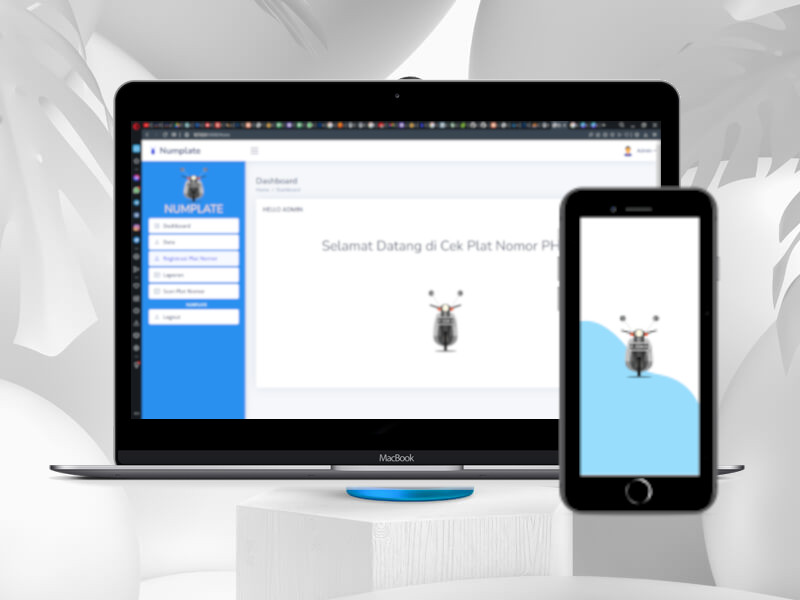 Numplate
NUMPLATE
Dashboard
Data
Registrasi Plat Nomor
Laporan
Scan Plat Nomor
Logout
Dashboard
Home / Dashboard
HELLO ADMIN
Selamat Datang di Cek Plat Nomor PH
MacBook